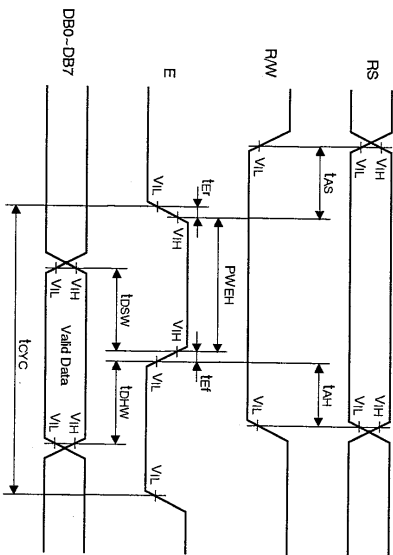 RS
VIH VIH
VIL VIL
tAS tAH
R/W
VIL VIL
PWEH
tEr tEf
E
VIH VIH
VIL VIL VIL
tDSW tDHW
DB0~DB7
VIH VIH
Valid Data
VIL VIL
tCYC